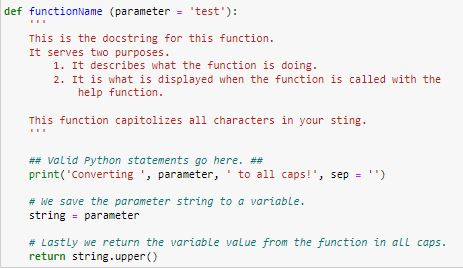 def functionName (parameter = 'test'):
'''
This is the docstring for this function.
It serves two purposes.
1. It describes what the function is doing.
2. It is what is displayed when the function is called with the
help function.
This function capitolizes all characters in your sting.
'''
## Valid Python statements go here. ##
print('Converting ', parameter, ' to all caps!', sep = '')
# We save the parameter string to a variable.
string = parameter
# Lastly we return the variable value from the function in all caps.
return string.upper()